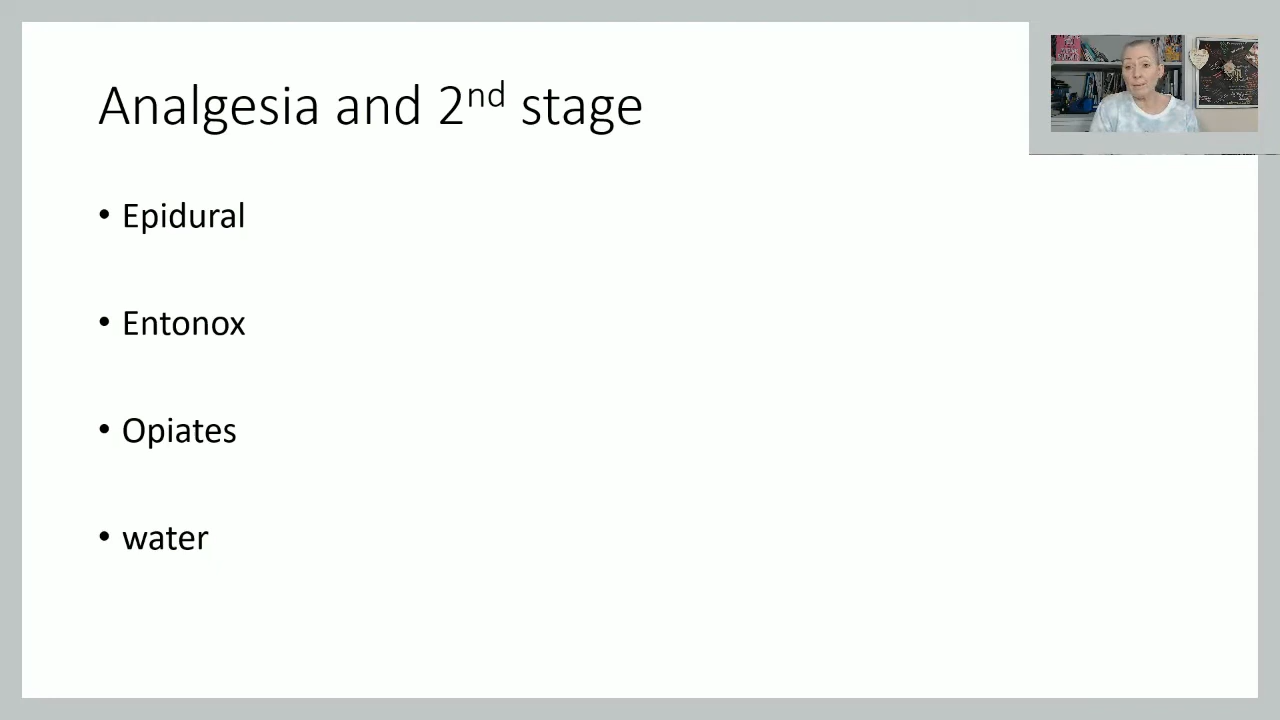 Analgesia and 2nd stage
• Epidural
• Entonox
• Opiates
• water